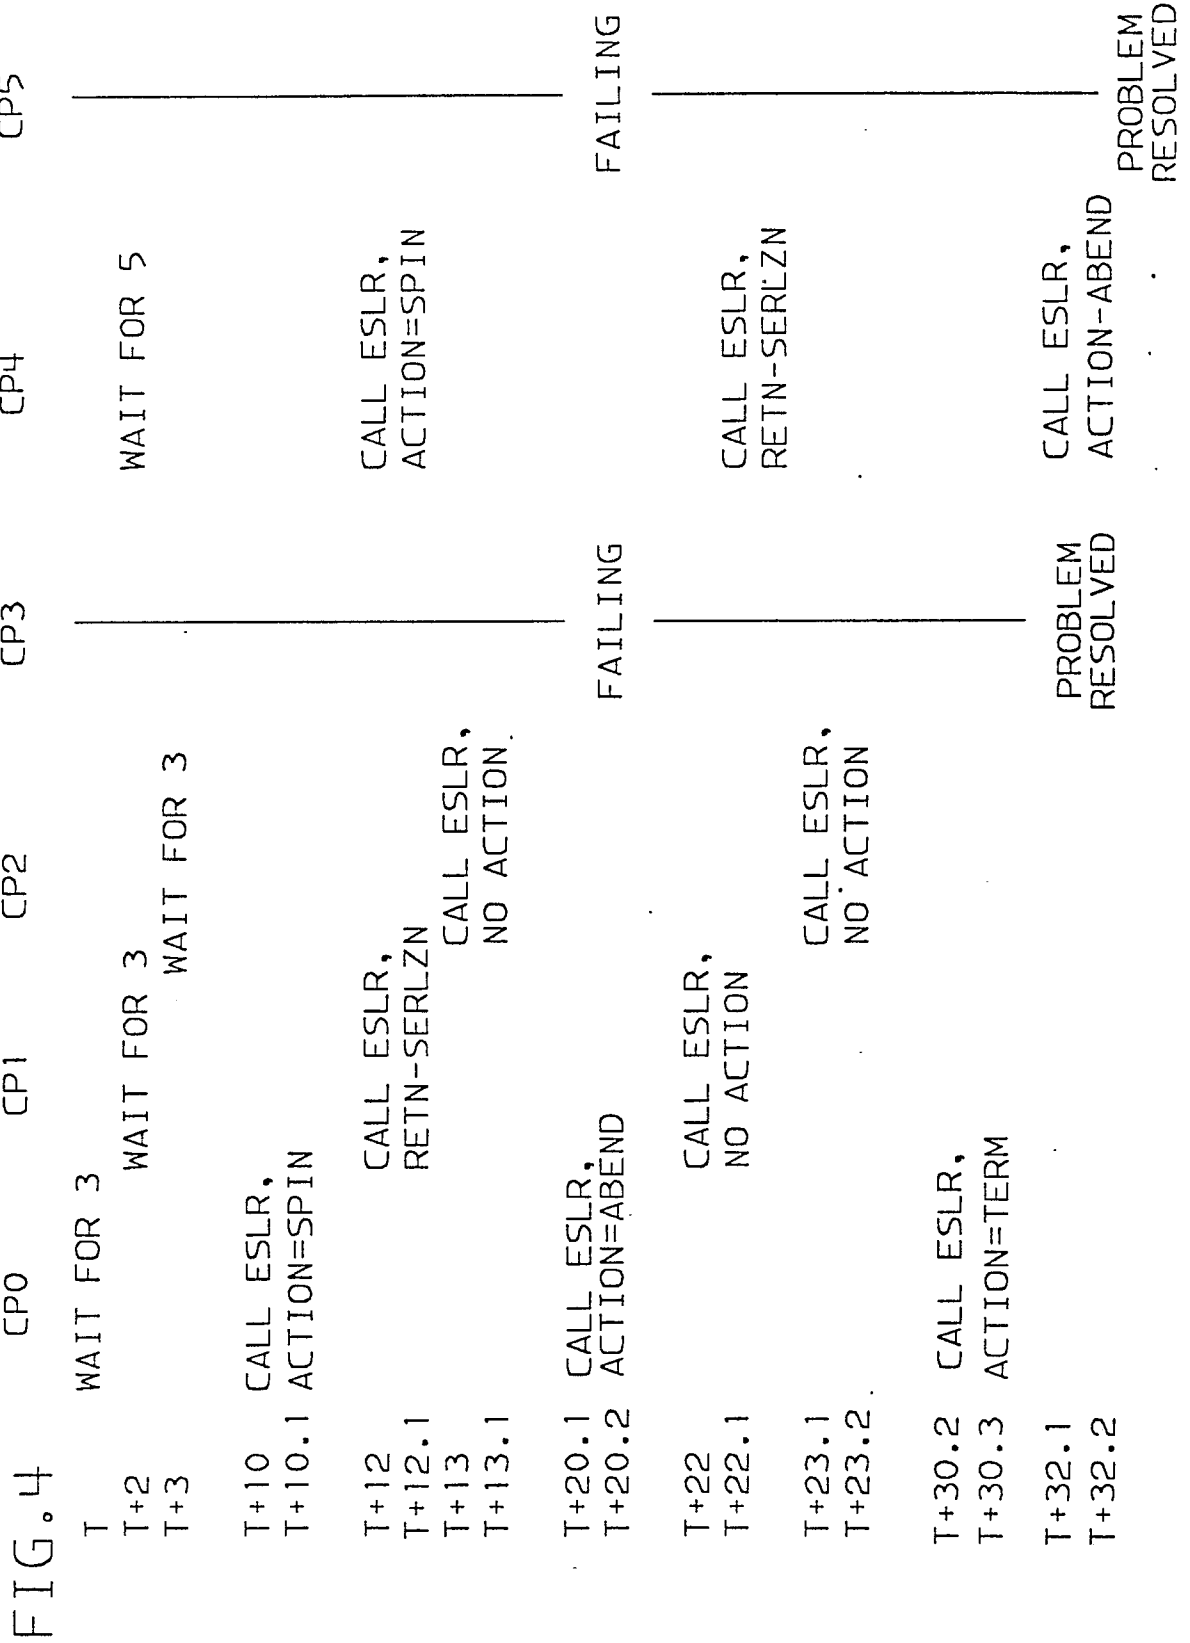 FIG.4
CP0 CP1 CP2 CP3 CP4 CP5
T WAIT FOR 3
T+2 WAIT FOR 3 WAIT FOR 5
T+3 WAIT FOR 3
T+10 CALL ESLR,
T+10.1 ACTION=SPIN
T+12 CALL ESLR, CALL ESLR,
T+12.1 RETN-SERLZN ACTION=SPIN
T+13 CALL ESLR,
T+13.1 NO ACTION
T+20.1 CALL ESLR, FAILING FAILING
T+20.2 ACTION=ABEND
T+22 CALL ESLR, CALL ESLR,
T+22.1 NO ACTION RETN-SERLZN
T+23.1 CALL ESLR,
T+23.2 NO ACTION
T+30.2 CALL ESLR,
T+30.3 ACTION=TERM
T+32.1 PROBLEM CALL ESLR,
T+32.2 RESOLVED ACTION-ABEND
PROBLEM
RESOLVED